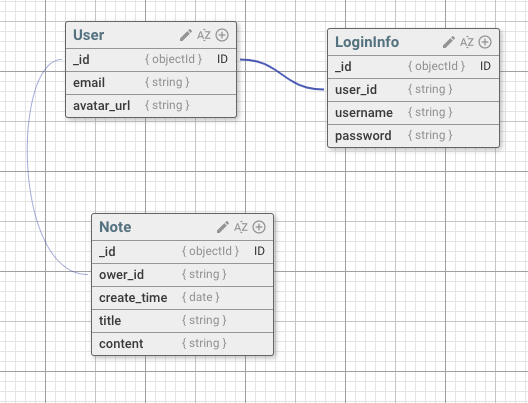 User
_id { objectId } ID
email { string }
avatar_url { string }
LoginInfo
_id { objectId } ID
user_id { string }
username { string }
password { string }
Note
_id { objectId } ID
ower_id { string }
create_time { date }
title { string }
content { string }